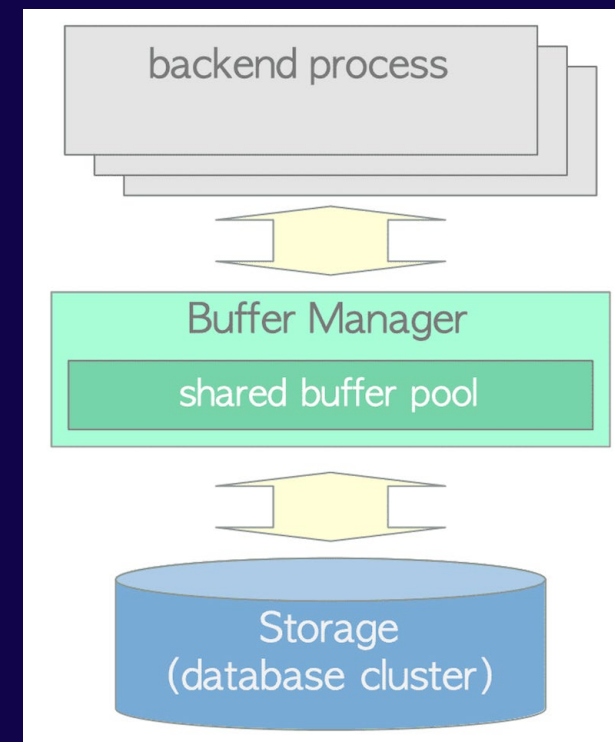 backend process
Buffer Manager
shared buffer pool
Storage
(database cluster)